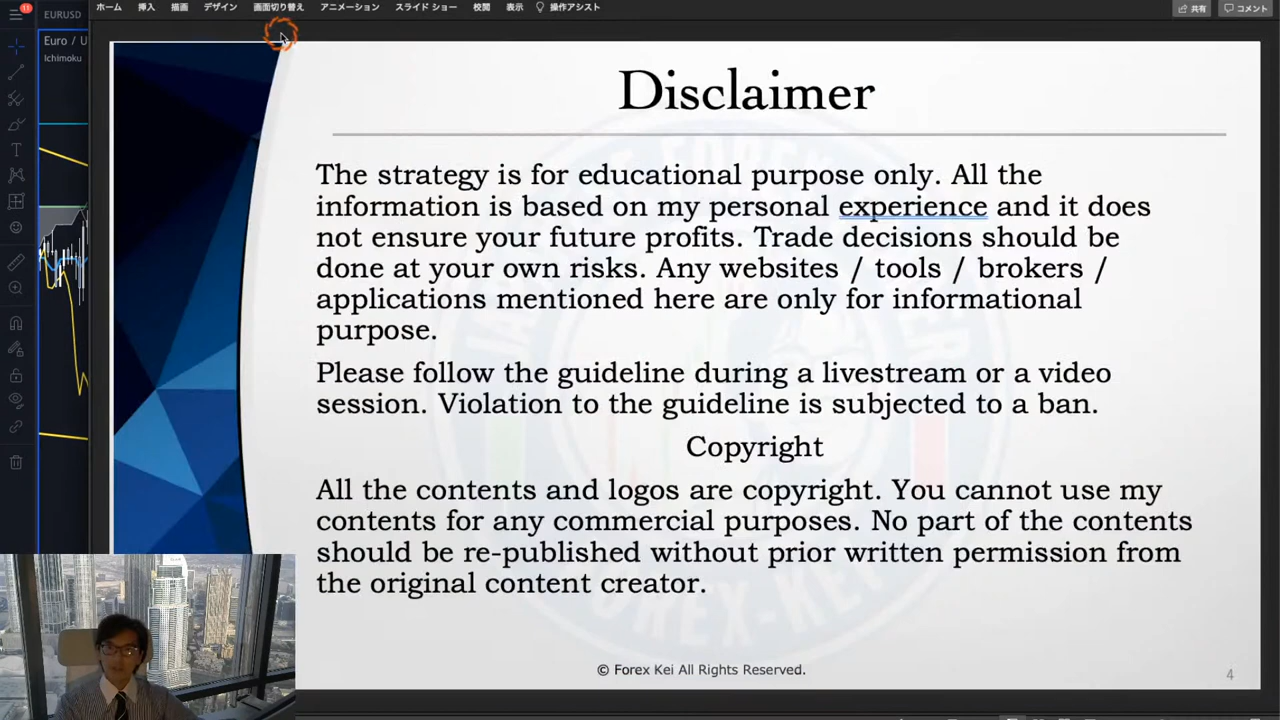 11
EURUSD
ホーム
挿入
描画
デザイン
画面切り替え
アニメーション
スライド ショー
校閲
表示
操作アシスト
共有
コメント
Euro / U
Ichimoku
Disclaimer
The strategy is for educational purpose only. All the
information is based on my personal experience and it does
not ensure your future profits. Trade decisions should be
done at your own risks. Any websites / tools / brokers /
applications mentioned here are only for informational
purpose.
Please follow the guideline during a livestream or a video
session. Violation to the guideline is subjected to a ban.
Copyright
All the contents and logos are copyright. You cannot use my
contents for any commercial purposes. No part of the contents
should be re-published without prior written permission from
the original content creator.
© Forex Kei All Rights Reserved.
4